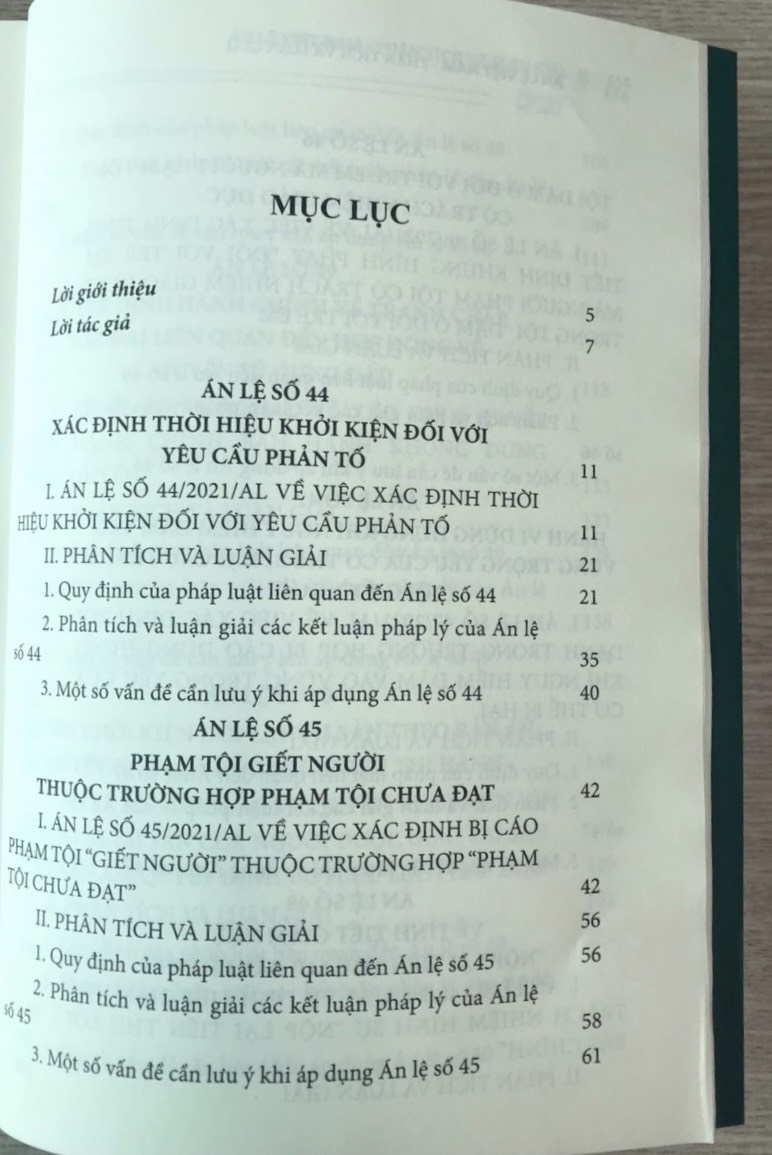 MỤC LỤC
Lời giới thiệu 5
Lời tác giả 7
ÁN LỆ SỐ 44
XÁC ĐỊNH THỜI HIỆU KHỞI KIỆN ĐỐI VỚI
YÊU CẦU PHẢN TỐ 11
I. ÁN LỆ SỐ 44/2021/AL VỀ VIỆC XÁC ĐỊNH THỜI
HIỆU KHỞI KIỆN ĐỐI VỚI YÊU CẦU PHẢN TỐ 11
II. PHÂN TÍCH VÀ LUẬN GIẢI 21
1. Quy định của pháp luật liên quan đến Án lệ số 44 21
2. Phân tích và luận giải các kết luận pháp lý của Án lệ
số 44 35
3. Một số vấn đề cần lưu ý khi áp dụng Án lệ số 44 40
ÁN LỆ SỐ 45
PHẠM TỘI GIẾT NGƯỜI
THUỘC TRƯỜNG HỢP PHẠM TỘI CHƯA ĐẠT 42
I. ÁN LỆ SỐ 45/2021/AL VỀ VIỆC XÁC ĐỊNH BỊ CÁO
PHẠM TỘI “GIẾT NGƯỜI” THUỘC TRƯỜNG HỢP “PHẠM
TỘI CHƯA ĐẠT” 42
II. PHÂN TÍCH VÀ LUẬN GIẢI 56
1. Quy định của pháp luật liên quan đến Án lệ số 45 56
2. Phân tích và luận giải các kết luận pháp lý của Án lệ
số 45 58
3. Một số vấn đề cần lưu ý khi áp dụng Án lệ số 45 61